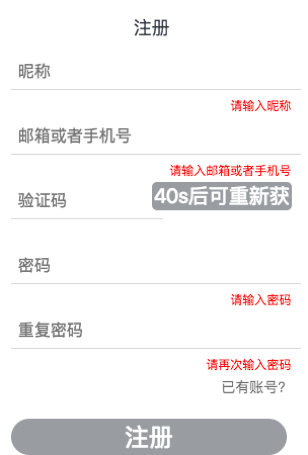 注册
昵称
请输入昵称
邮箱或者手机号
请输入邮箱或者手机号
验证码
40s后可重新获
密码
请输入密码
重复密码
请再次输入密码
已有账号?
注册